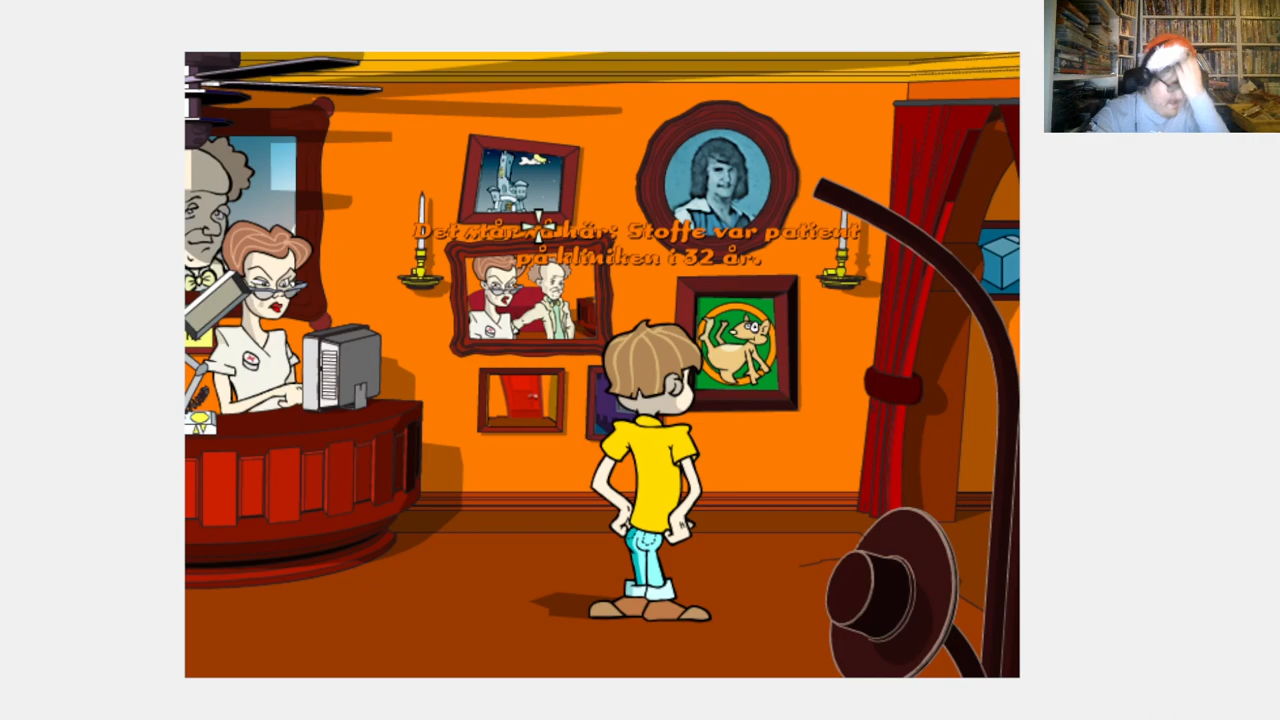 Det står så här: Stoffe var patient
på kliniken i 32 år.